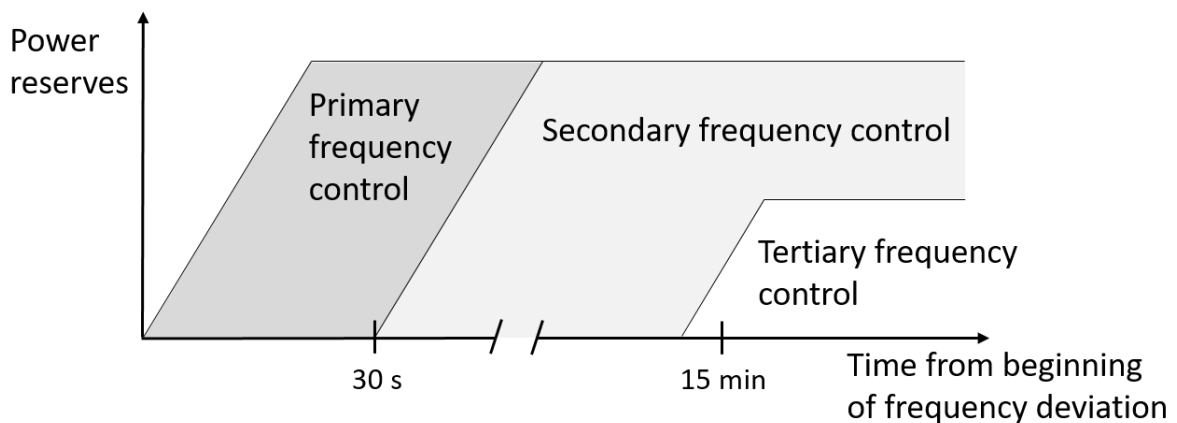 Power
reserves
Primary
frequency
control
Secondary frequency control
Tertiary frequency
control
30 s
15 min
Time from beginning
of frequency deviation